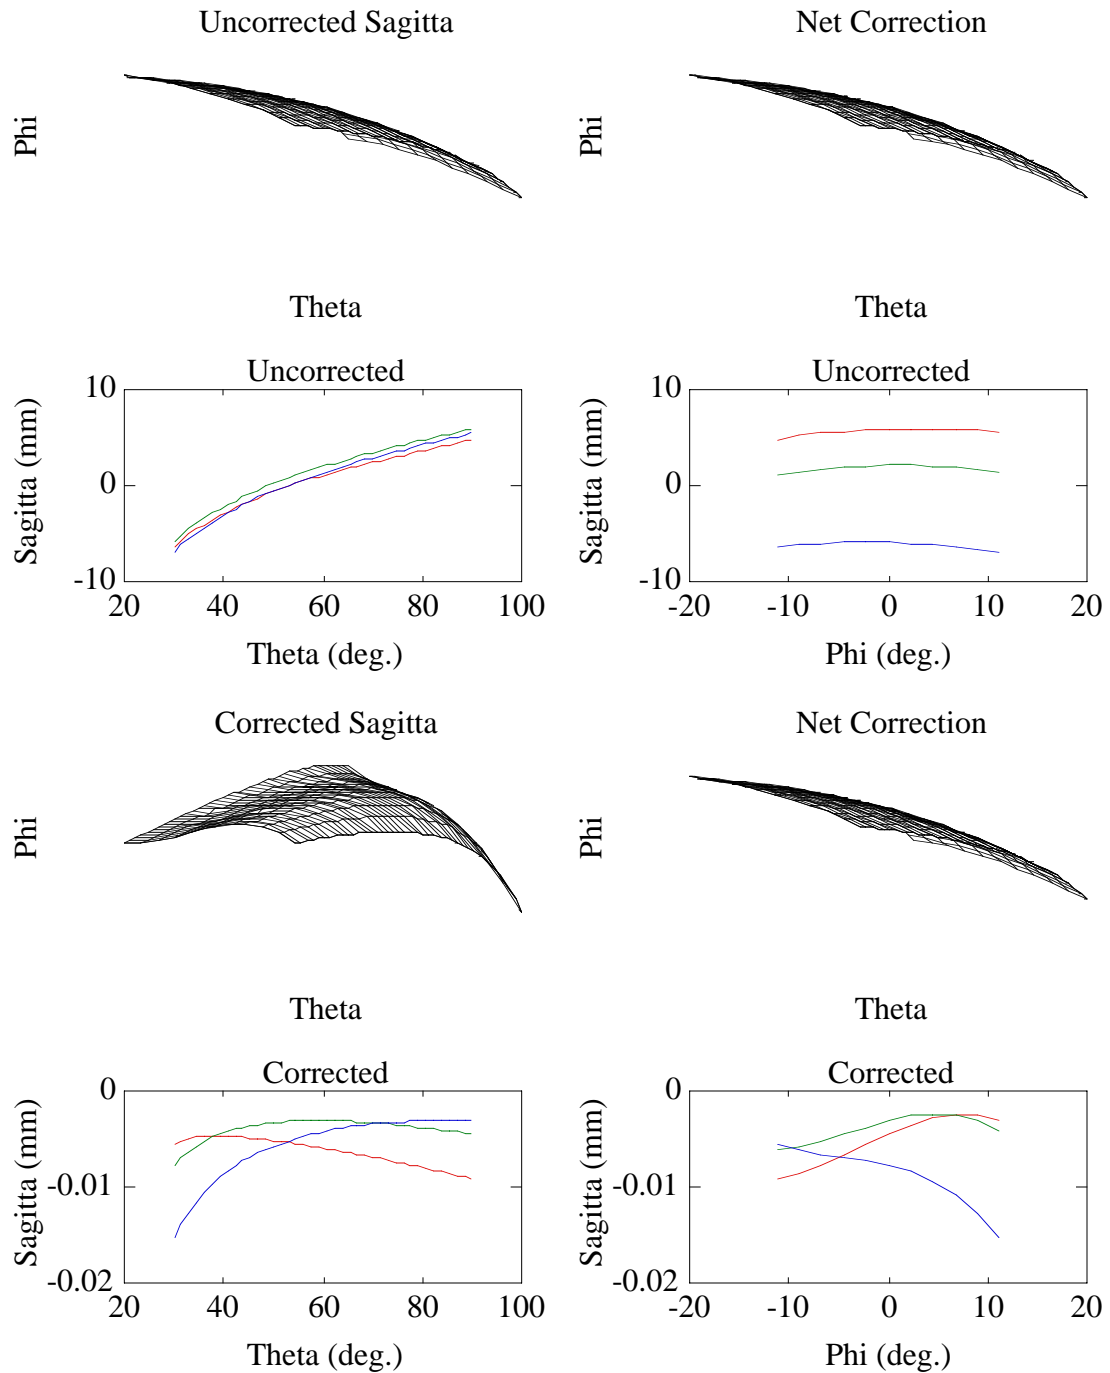 Uncorrected Sagitta
Net Correction
Phi
Phi
Theta
Theta
Uncorrected
Uncorrected
Sagitta (mm)
10
0
-10
20 40 60 80 100
Theta (deg.)
Sagitta (mm)
10
0
-10
-20 -10 0 10 20
Phi (deg.)
Corrected Sagitta
Net Correction
Phi
Phi
Theta
Theta
Corrected
Corrected
Sagitta (mm)
0
-0.01
-0.02
20 40 60 80 100
Theta (deg.)
Sagitta (mm)
0
-0.01
-0.02
-20 -10 0 10 20
Phi (deg.)